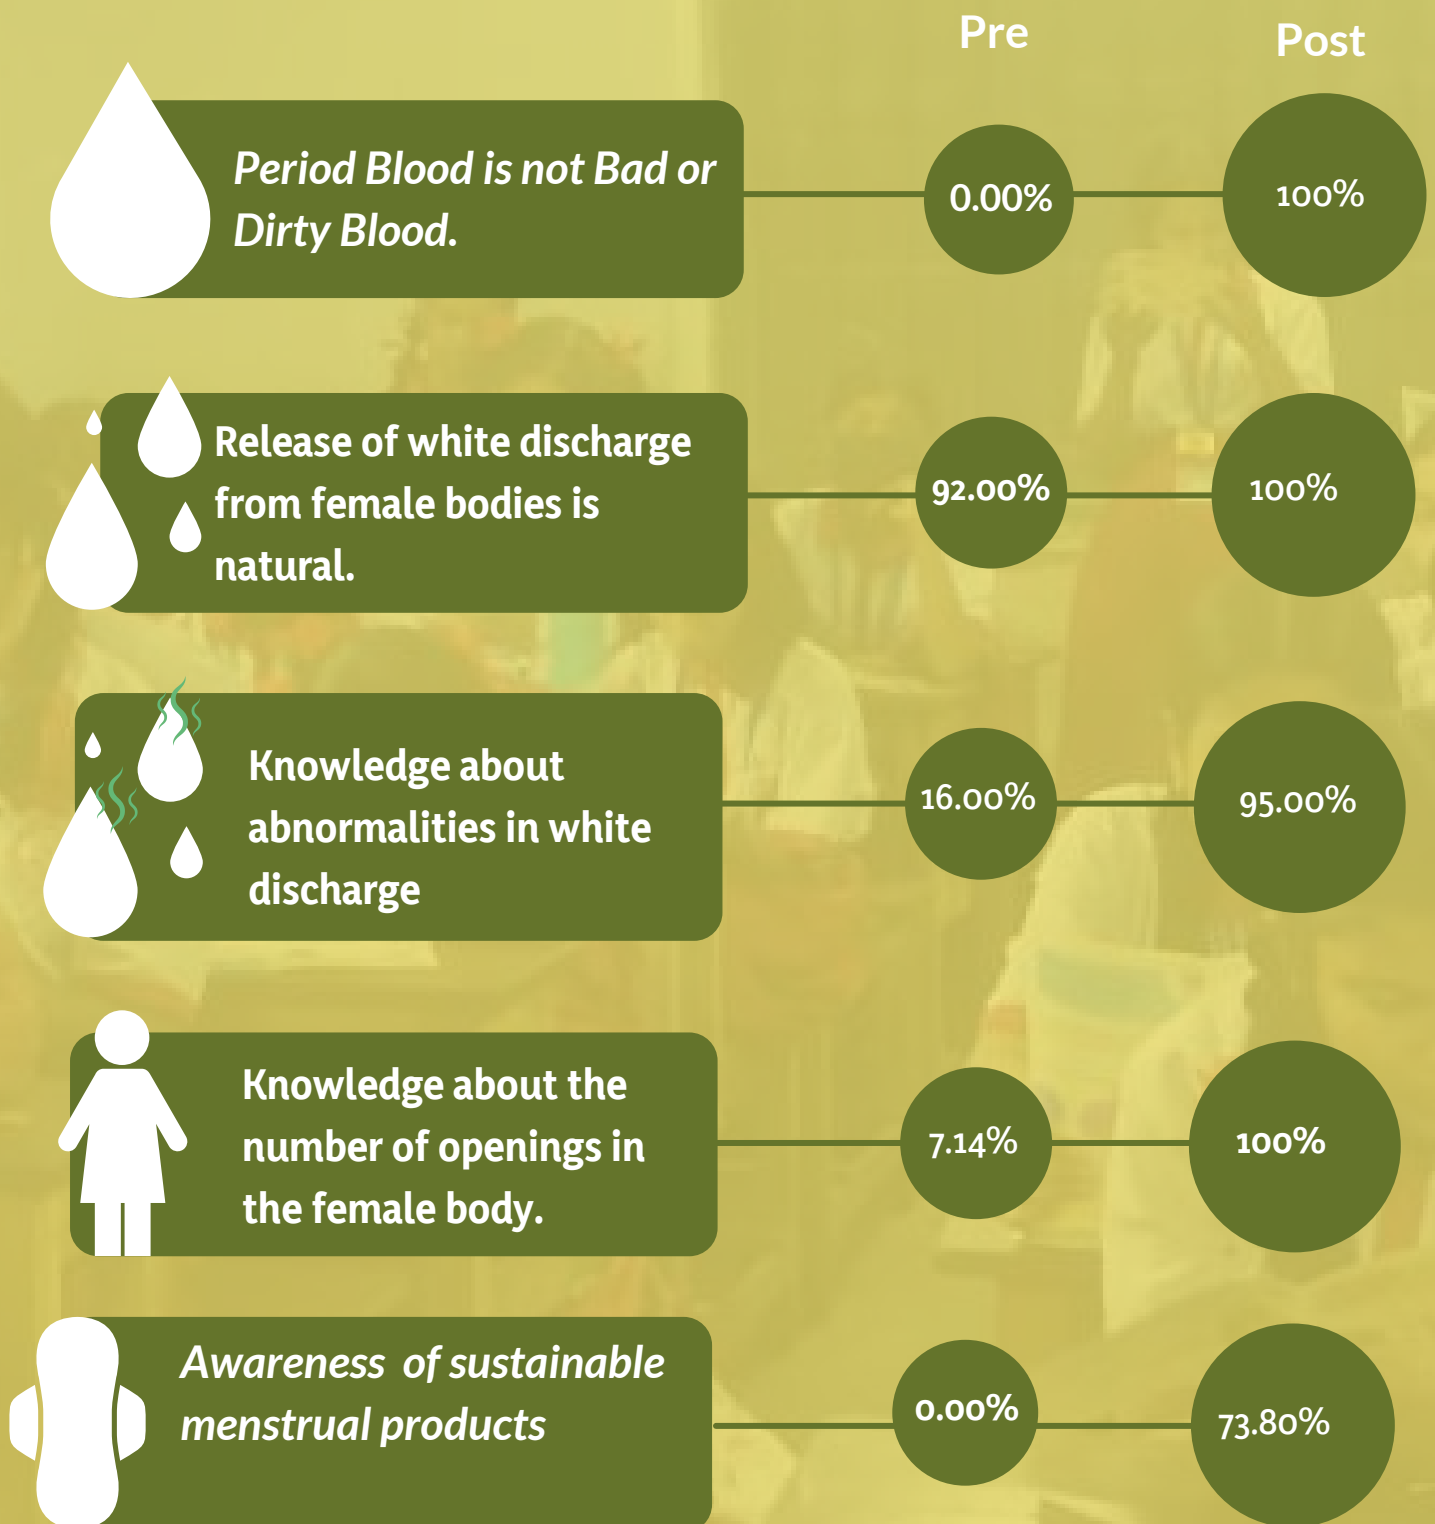 Pre Post
Period Blood is not Bad or
Dirty Blood.
0.00% 100%
Release of white discharge
from female bodies is
natural.
92.00% 100%
Knowledge about
abnormalities in white
discharge
16.00% 95.00%
Knowledge about the
number of openings in
the female body.
7.14% 100%
Awareness of sustainable
menstrual products
0.00% 73.80%